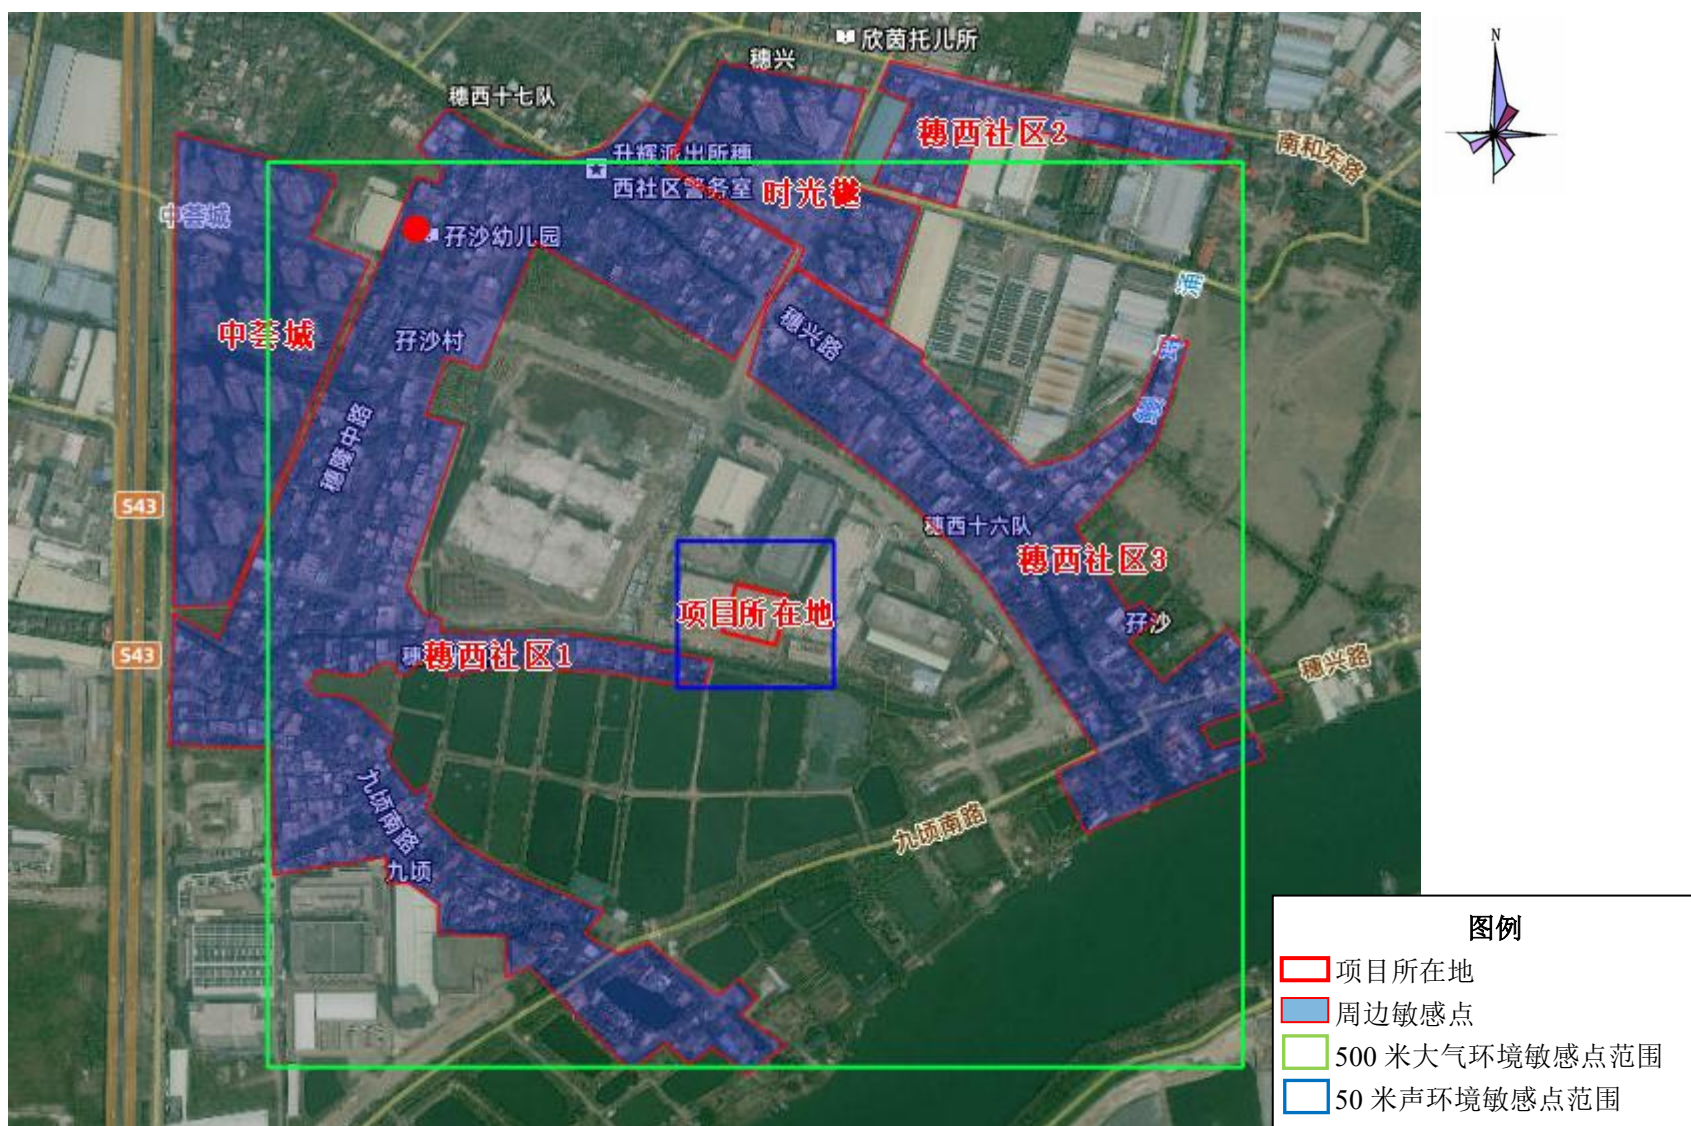 欣茵托儿所
N
穗兴
穗西十七队
穗西社区2
南和东路
升辉派出所穗
西社区警务室
时光樾
中荟城
孖沙幼儿园
涌
穗兴路
中荟城
孖沙村
穗隆中路
S43
穗西十六队
穗西社区3
项目所在地
孖沙
S43
穗西社区1
穗兴路
九顷南路
九顷南路
九顷
图例
项目所在地
周边敏感点
500 米大气环境敏感点范围
50 米声环境敏感点范围